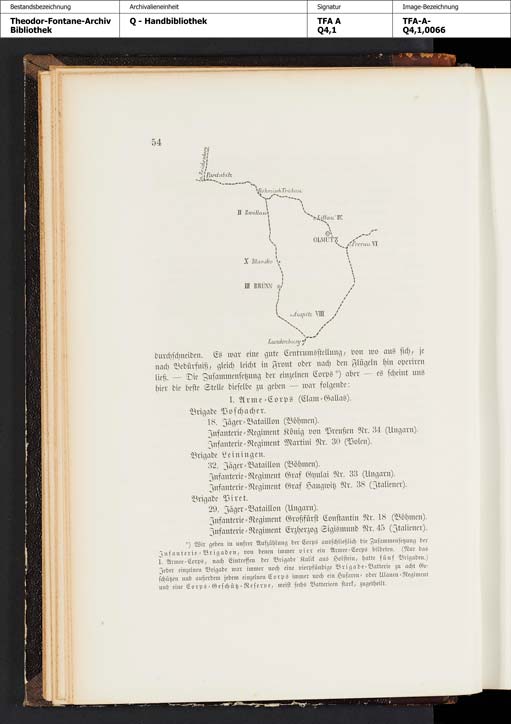 Bestandsbezeichnung
Archivalieneinheit
Signatur
Image-Bezeichnung
Theodor-Fontane-Archiv
Bibliothek
Q - Handbibliothek
TFA A
Q4,1
TFA-A-
Q4,1,0066
54
Pardubitz
Böhmisch Trübau
II Zwittau
Littau IV.
OLMÜTZ
Prerau VI
X Blansko
III BRÜNN
Auspitz VIII
Lundenburg
durchschneiden. Es war eine gute Centrumsstellung, von wo aus sich, je
nach Bedürfniß, gleich leicht in Front oder nach den Flügeln hin operiren
ließ. — Die Zusammensetzung der einzelnen Corps*) aber — es scheint uns
hier die beste Stelle dieselbe zu geben — war folgende:
I. Arme-Corps (Clam-Gallas).
Brigade Poschacher.
18. Jäger-Bataillon (Böhmen).
Infanterie-Regiment König von Preußen Nr. 34 (Ungarn).
Infanterie-Regiment Martini Nr. 30 (Polen).
Brigade Leiningen.
32. Jäger-Bataillon (Böhmen).
Infanterie-Regiment Graf Gyulai Nr. 33 (Ungarn).
Infanterie-Regiment Graf Haugwitz Nr. 38 (Italiener).
Brigade Piret.
29. Jäger-Bataillon (Ungarn).
Infanterie-Regiment Großfürst Constantin Nr. 18 (Böhmen).
Infanterie-Regiment Erzherzog Sigismund Nr. 45 (Italiener).
*) Wir geben in unsrer Aufzählung der Corps ausschließlich die Zusammensetzung der
Infanterie-Brigaden, von denen immer vier ein Armee-Corps bildeten. (Nur das
I. Armee-Corps, nach Eintreffen der Brigade Kalik aus Holstein, hatte fünf Brigaden.)
Jeder einzelnen Brigade war immer noch eine vierpfündige Brigade-Batterie zu acht Ge-
schützen und außerdem jedem einzelnen Corps immer noch ein Husaren- oder Ulanen-Regiment
und eine Corps-Geschütz-Reserve, meist sechs Batterieen stark, zugetheilt.